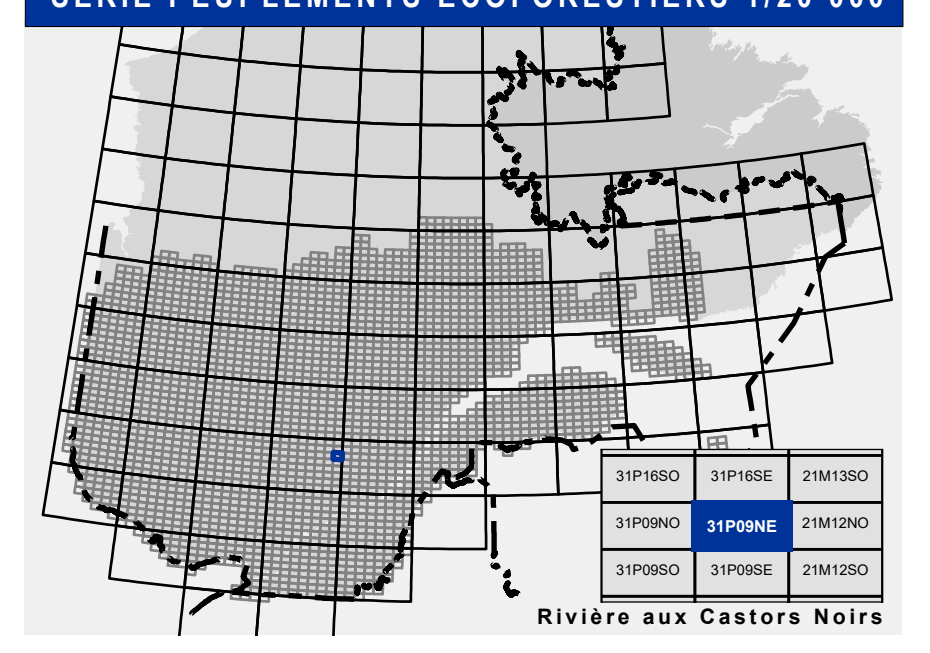 SÉRIE PEUPLEMENTS ÉCOFORESTIERS 1/20 000
31P16SO 31P16SE 21M13SO
31P09NO 31P09NE 21M12NO
31P09SO 31P09SE 21M12SO
Rivière aux Castors Noirs